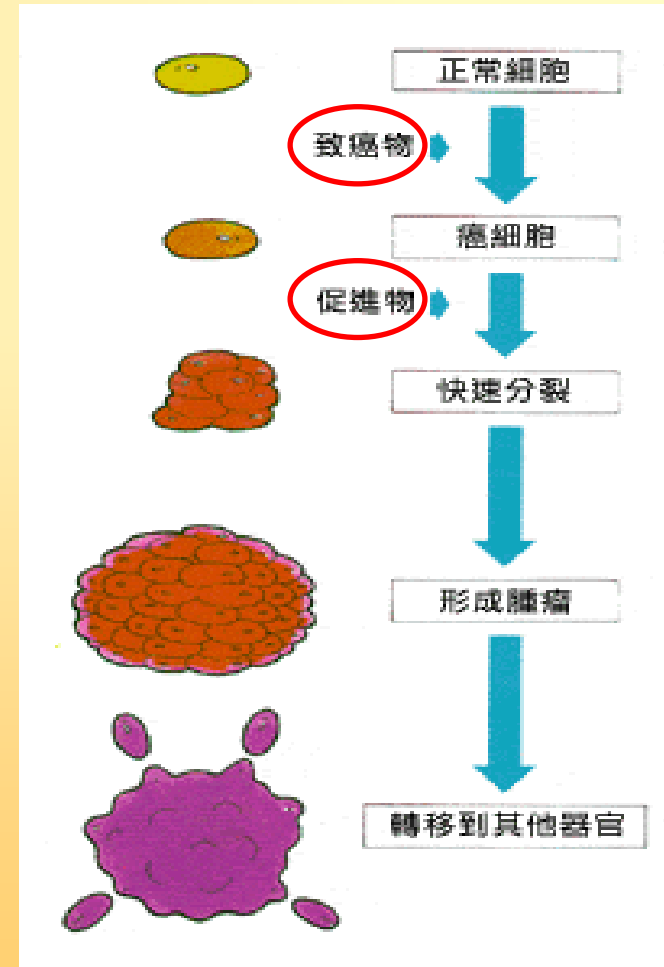 正常細胞
致癌物
癌細胞
促進物
快速分裂
形成腫瘤
轉移到其他器官